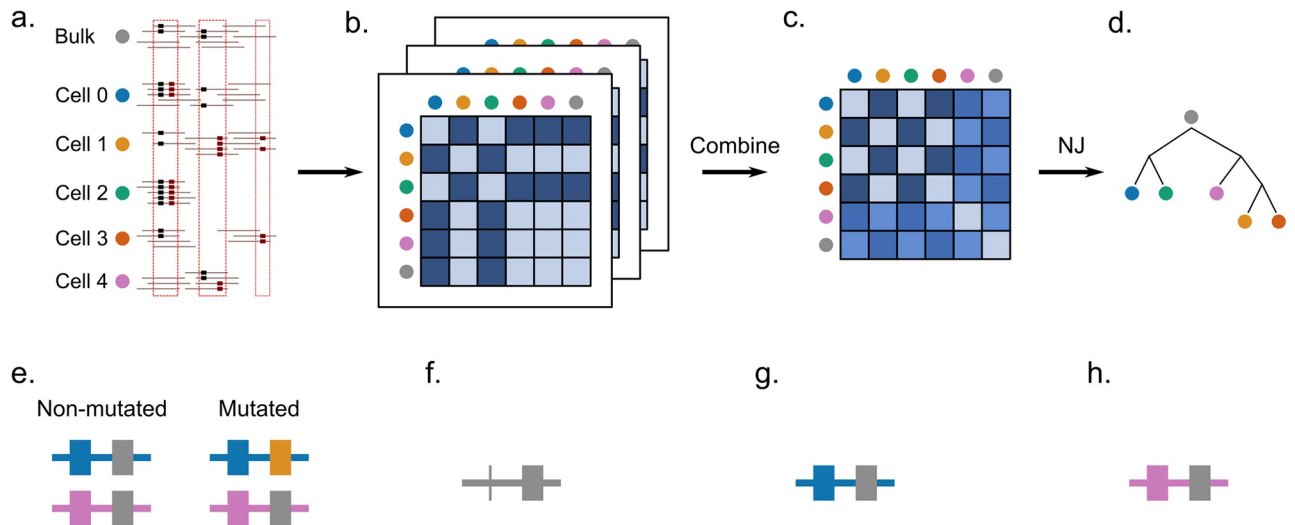 a.
b.
c.
d.
Bulk
Cell 0
Cell 1
Cell 2
Cell 3
Cell 4
Combine
NJ
e.
f.
g.
h.
Non-mutated
Mutated